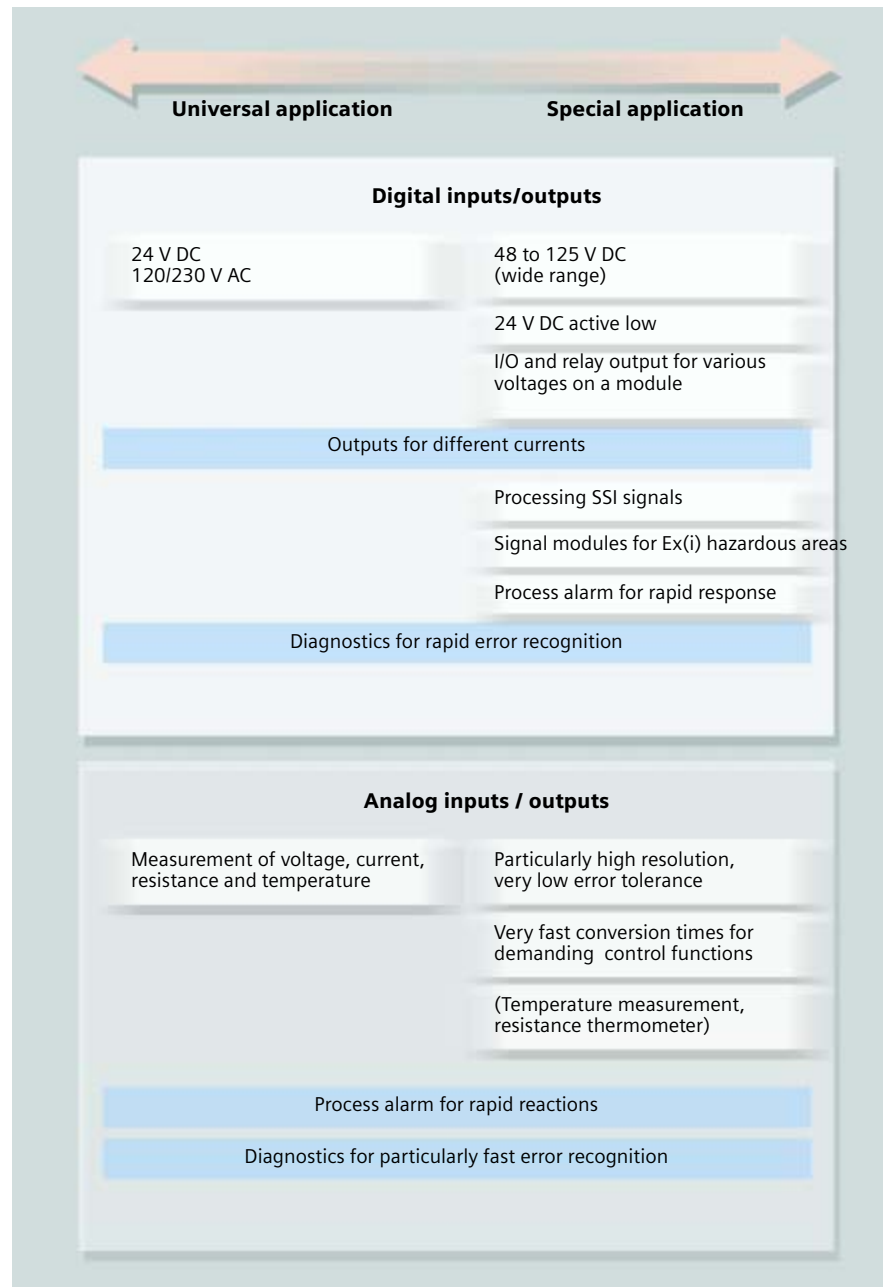 Universal application
Special application
Digital inputs/outputs
24 V DC
120/230 V AC
48 to 125 V DC
(wide range)
24 V DC active low
I/O and relay output for various
voltages on a module
Outputs for different currents
Processing SSI signals
Signal modules for Ex(i) hazardous areas
Process alarm for rapid response
Diagnostics for rapid error recognition
Analog inputs / outputs
Measurement of voltage, current,
resistance and temperature
Particularly high resolution,
very low error tolerance
Very fast conversion times for
demanding  control functions
(Temperature measurement,
resistance thermometer)
Process alarm for rapid reactions
Diagnostics for particularly fast error recognition